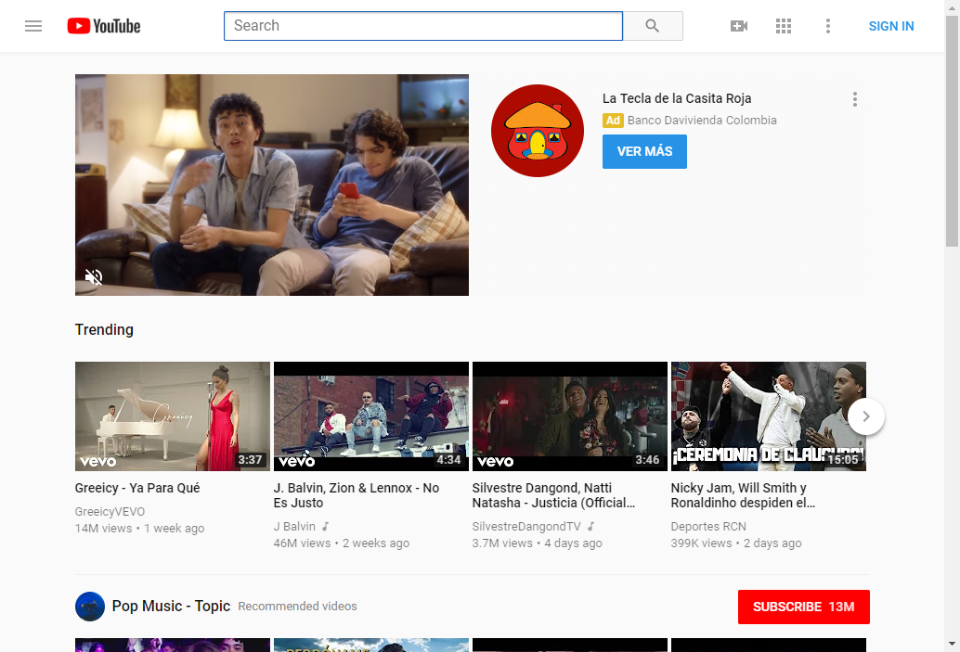 YouTube
Search
SIGN IN
La Tecla de la Casita Roja
Ad Banco Davivienda Colombia
VER MÁS
Trending
Greeicy
vevo
3:37
vevo
4:34
vevo
3:46
¡CEREMONIA DE CLAUSURA!
15:05
Greeicy - Ya Para Qué
GreeicyVEVO
14M views • 1 week ago
J. Balvin, Zion & Lennox - No
Es Justo
J Balvin
46M views • 2 weeks ago
Silvestre Dangond, Natti
Natasha - Justicia (Official...
SilvestreDangondTV
3.7M views • 4 days ago
Nicky Jam, Will Smith y
Ronaldinho despiden el...
Deportes RCN
399K views • 2 days ago
Pop Music - Topic Recommended videos
SUBSCRIBE 13M